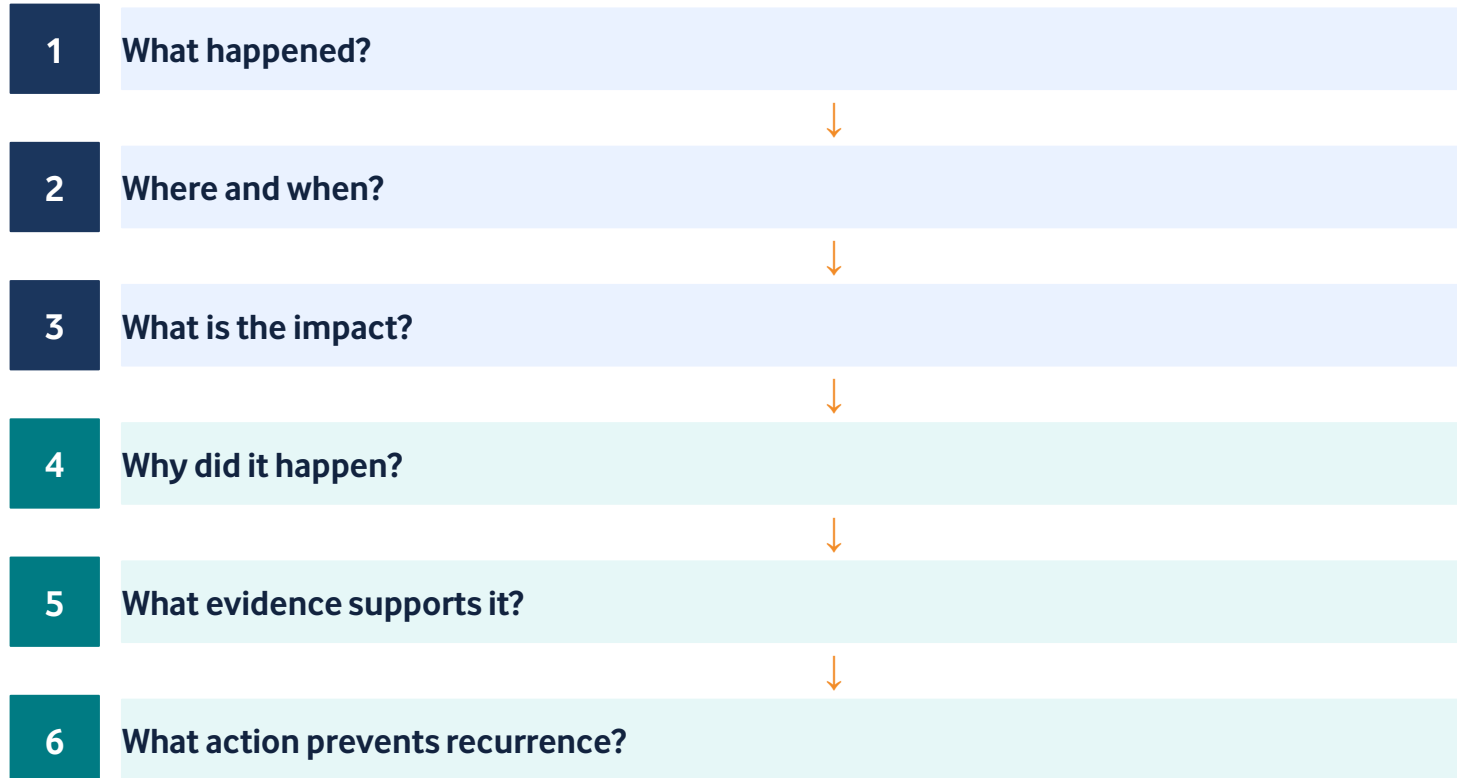 1 What happened?
↓
2 Where and when?
↓
3 What is the impact?
↓
4 Why did it happen?
↓
5 What evidence supports it?
↓
6 What action prevents recurrence?